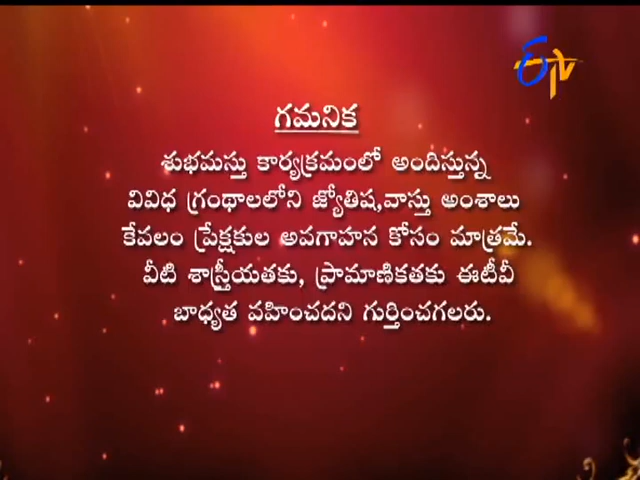 ETV
గమనిక
శుభమస్తు కార్యక్రమంలో అందిస్తున్న
వివిధ గ్రంథాలలోని జ్యోతిష,వాస్తు అంశాలు
కేవలం ప్రేక్షకుల అవగాహన కోసం మాత్రమే.
వీటి శాస్త్రీయతకు, ప్రామాణికతకు ఈటీవీ
బాధ్యత వహించదని గుర్తించగలరు.